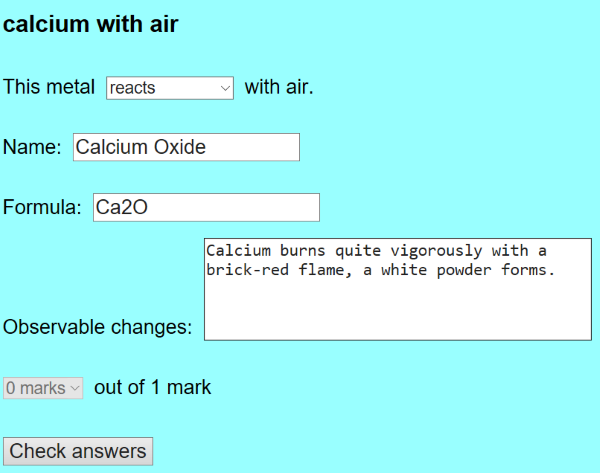 calcium with air
This metal reacts with air.
Name: Calcium Oxide
Formula: Ca2O
Calcium burns quite vigorously with a
brick-red flame, a white powder forms.
Observable changes:
0 marks out of 1 mark
Check answers